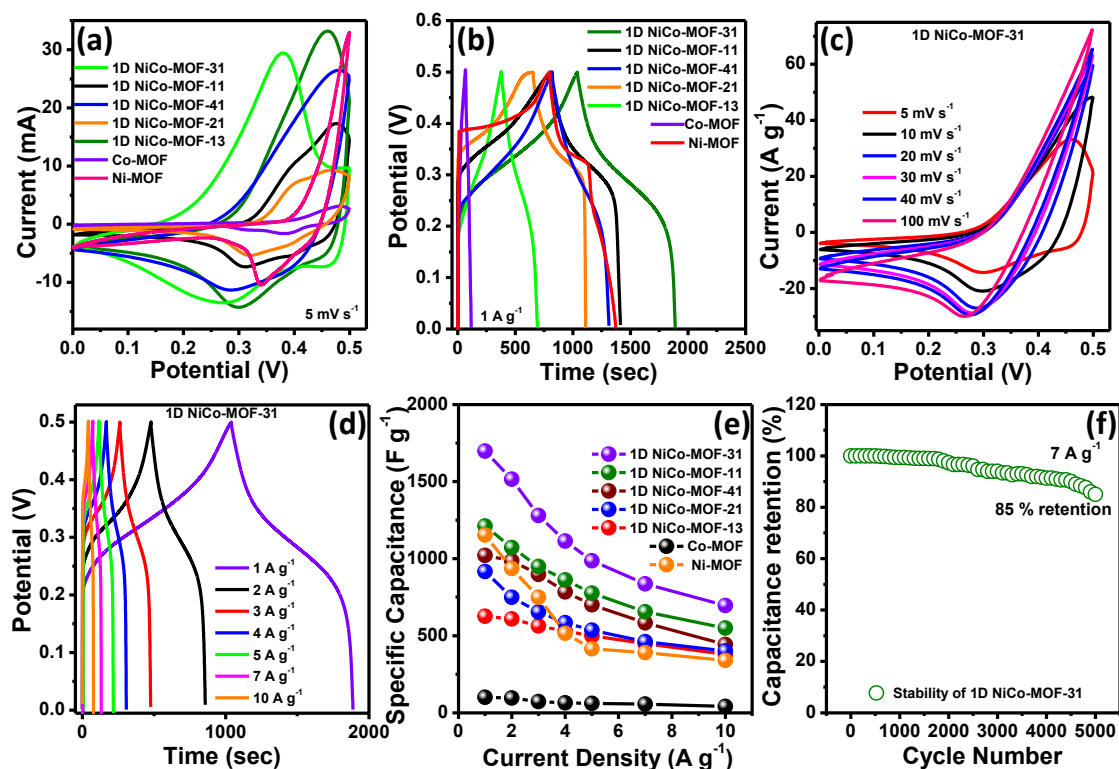 (a)
1D NiCo-MOF-31
1D NiCo-MOF-11
1D NiCo-MOF-41
1D NiCo-MOF-21
1D NiCo-MOF-13
Co-MOF
Ni-MOF
5 mV s⁻¹
Current (mA)
30
20
10
0
-10
0.0 0.1 0.2 0.3 0.4 0.5
Potential (V)
(b)
1D NiCo-MOF-31
1D NiCo-MOF-11
1D NiCo-MOF-41
1D NiCo-MOF-21
1D NiCo-MOF-13
Co-MOF
Ni-MOF
1 A g⁻¹
Potential (V)
0.6
0.5
0.4
0.3
0.2
0.1
0.0
0 500 1000 1500 2000 2500
Time (sec)
(c)
1D NiCo-MOF-31
5 mV s⁻¹
10 mV s⁻¹
20 mV s⁻¹
30 mV s⁻¹
40 mV s⁻¹
100 mV s⁻¹
Current (A g⁻¹)
60
40
20
0
-20
0.0 0.1 0.2 0.3 0.4 0.5
Potential (V)
(d)
1D NiCo-MOF-31
1 A g⁻¹
2 A g⁻¹
3 A g⁻¹
4 A g⁻¹
5 A g⁻¹
7 A g⁻¹
10 A g⁻¹
Potential (V)
0.5
0.4
0.3
0.2
0.1
0.0
0 1000 2000
Time (sec)
(e)
1D NiCo-MOF-31
1D NiCo-MOF-11
1D NiCo-MOF-41
1D NiCo-MOF-21
1D NiCo-MOF-13
Co-MOF
Ni-MOF
Specific Capacitance (F g⁻¹)
2000
1500
1000
500
0
0 2 4 6 8 10
Current Density (A g⁻¹)
(f)
7 A g⁻¹
85 % retention
Stability of 1D NiCo-MOF-31
Capacitance retention (%)
120
100
80
60
40
20
0
0 1000 2000 3000 4000 5000
Cycle Number